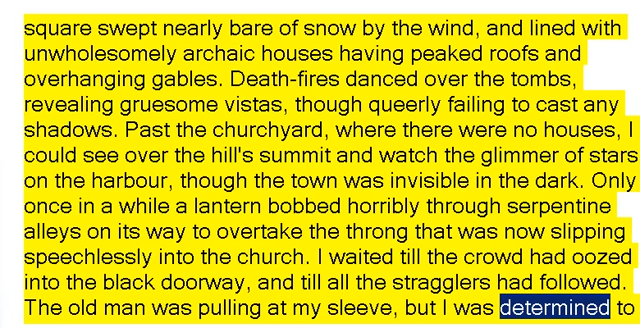 square swept nearly bare of snow by the wind, and lined with
unwholesomely archaic houses having peaked roofs and
overhanging gables. Death-fires danced over the tombs,
revealing gruesome vistas, though queerly failing to cast any
shadows. Past the churchyard, where there were no houses, I
could see over the hill's summit and watch the glimmer of stars
on the harbour, though the town was invisible in the dark. Only
once in a while a lantern bobbed horribly through serpentine
alleys on its way to overtake the throng that was now slipping
speechlessly into the church. I waited till the crowd had oozed
into the black doorway, and till all the stragglers had followed.
The old man was pulling at my sleeve, but I was determined to